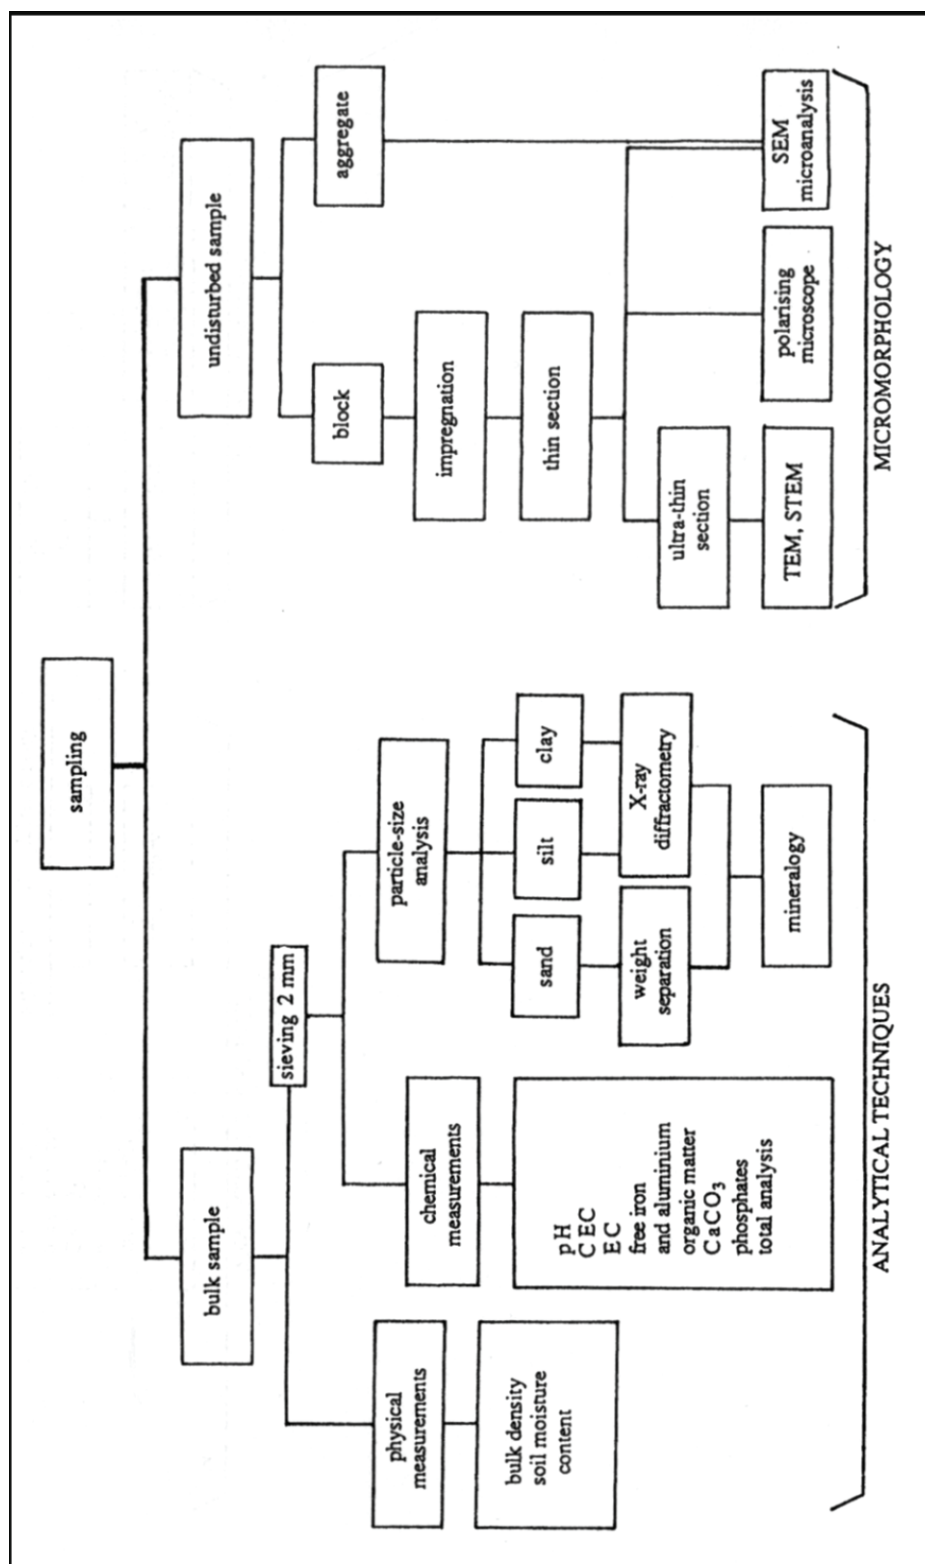 sampling
bulk sample
undisturbed sample
sieving 2 mm
block
aggregate
physical
measurements
chemical
measurements
particle-size
analysis
impregnation
bulk density
soil moisture
content
pH
CEC
EC
free iron
and aluminium
organic matter
CaCO₃
phosphates
total analysis
sand
silt
clay
thin section
weight
separation
X-ray
diffractometry
ultra-thin
section
mineralogy
TEM, STEM
polarising
microscope
SEM
microanalysis
ANALYTICAL TECHNIQUES
MICROMORPHOLOGY